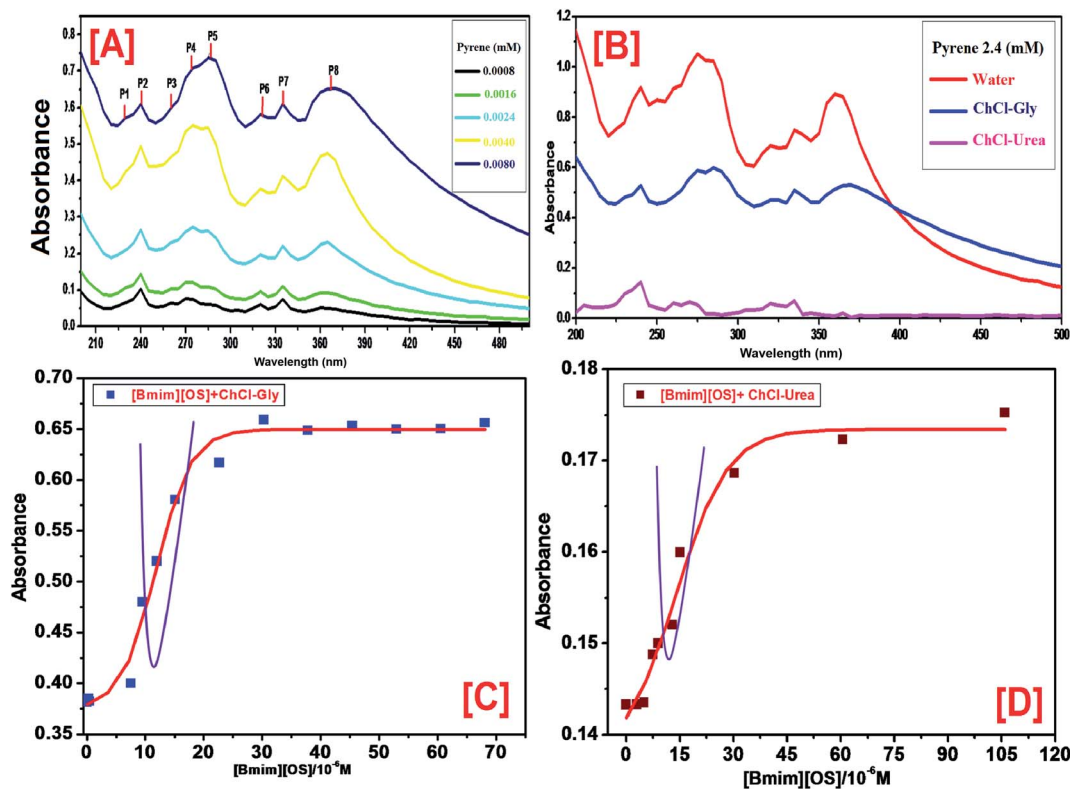 [A]
Absorbance
0.8
0.7
0.6
1.5
1.4
1.3
0.2
0.1
0.0
P1 P2 P3 P4 P5 P6 P7 P8
Pyrene (mM)
0.0008
0.0016
0.0024
0.0040
0.0080
210 240 270 300 330 360 390 420 450 480
Wavelength (nm)
[B]
Absorbance
1.2
1.0
0.8
0.6
0.4
0.2
0.0
Pyrene 2.4 (mM)
Water
ChCl-Gly
ChCl-Urea
200 250 300 350 400 450 500
Wavelength (nm)
[Bmim][OS]+ChCl-Gly
Absorbance
0.70
0.65
0.60
0.55
0.50
0.45
0.40
0.35
[C]
0 10 20 30 40 50 60 70
[Bmim][OS]/10⁻⁶M
[Bmim][OS]+ ChCl-Urea
Absorbance
0.18
0.17
0.16
0.15
0.14
[D]
0 15 30 45 60 75 90 105 120
[Bmim][OS]/10⁻⁶M